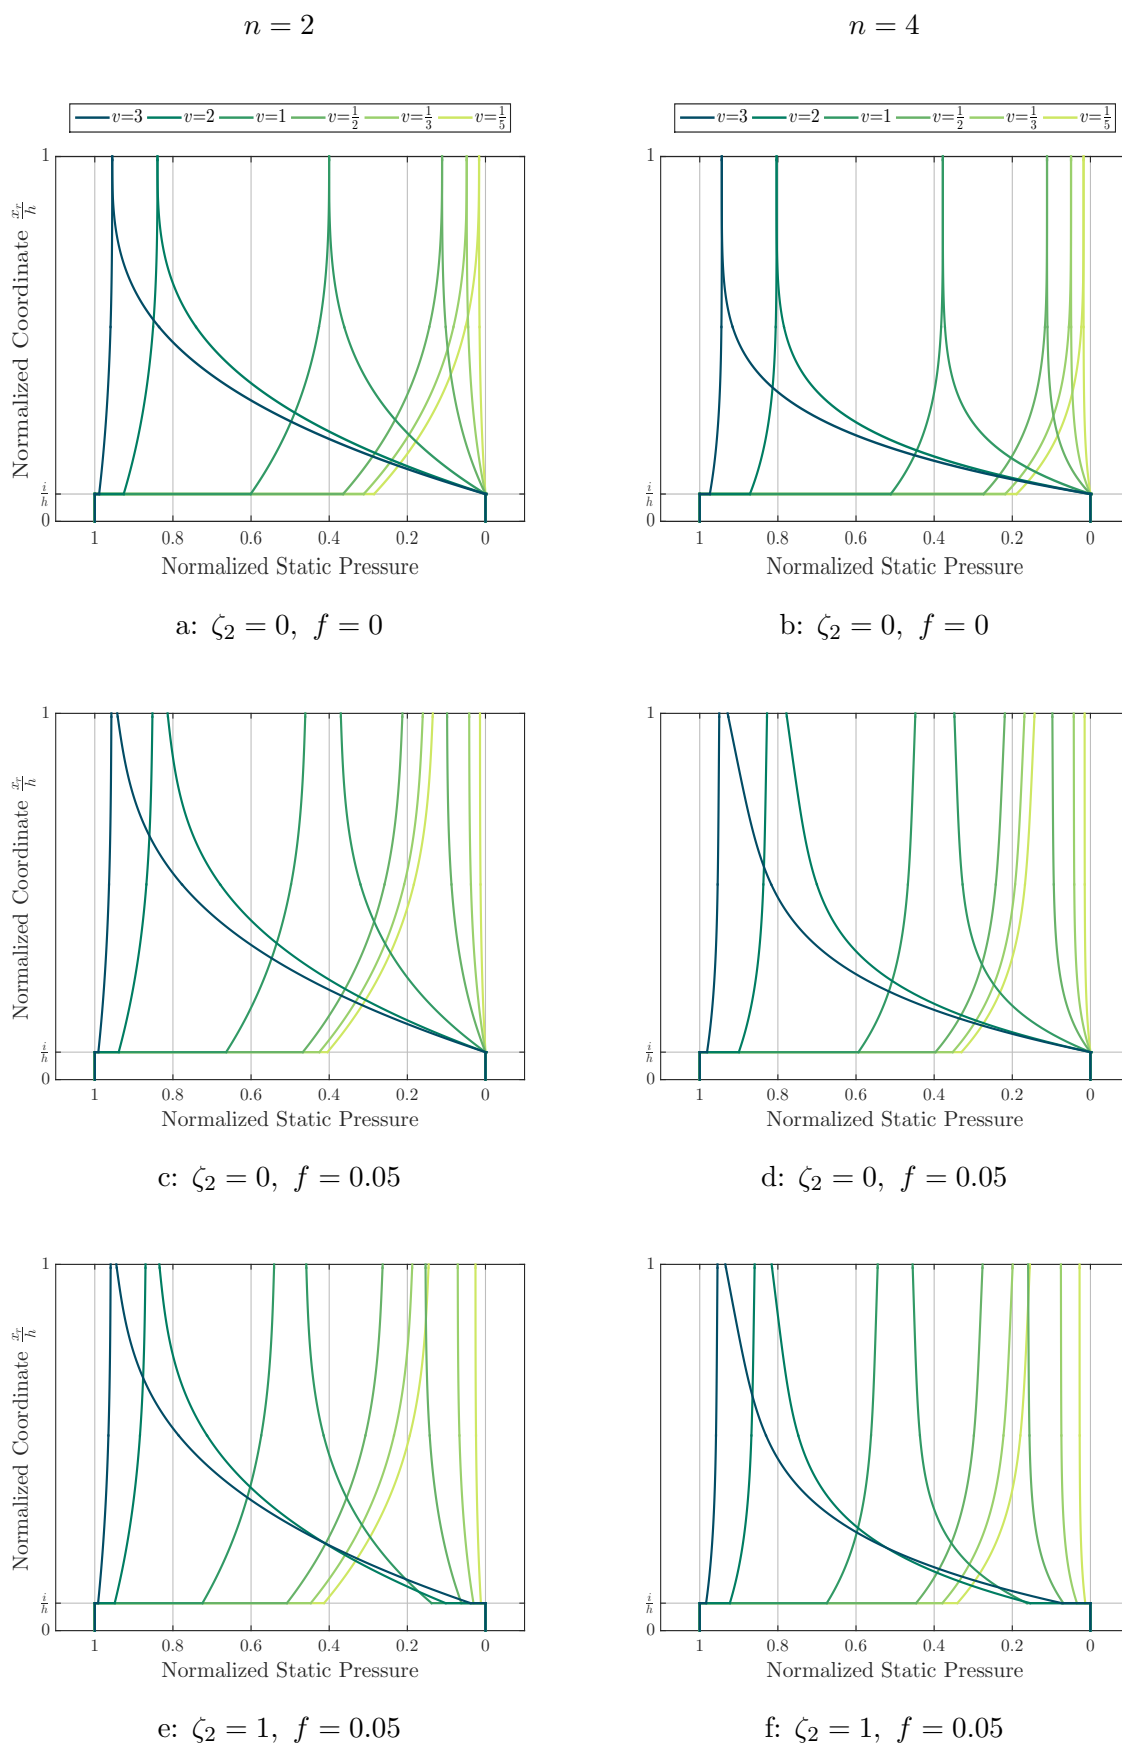 n = 2
n = 4
v=3 v=2 v=1 v=1/2 v=1/3 v=1/5
v=3 v=2 v=1 v=1/2 v=1/3 v=1/5
Normalized Coordinate x_r/h
1
i/h
0
1 0.8 0.6 0.4 0.2 0
Normalized Static Pressure
1
i/h
0
1 0.8 0.6 0.4 0.2 0
Normalized Static Pressure
a: ζ₂ = 0, f = 0
b: ζ₂ = 0, f = 0
Normalized Coordinate x_r/h
1
i/h
0
1 0.8 0.6 0.4 0.2 0
Normalized Static Pressure
1
i/h
0
1 0.8 0.6 0.4 0.2 0
Normalized Static Pressure
c: ζ₂ = 0, f = 0.05
d: ζ₂ = 0, f = 0.05
Normalized Coordinate x_r/h
1
i/h
0
1 0.8 0.6 0.4 0.2 0
Normalized Static Pressure
1
i/h
0
1 0.8 0.6 0.4 0.2 0
Normalized Static Pressure
e: ζ₂ = 1, f = 0.05
f: ζ₂ = 1, f = 0.05